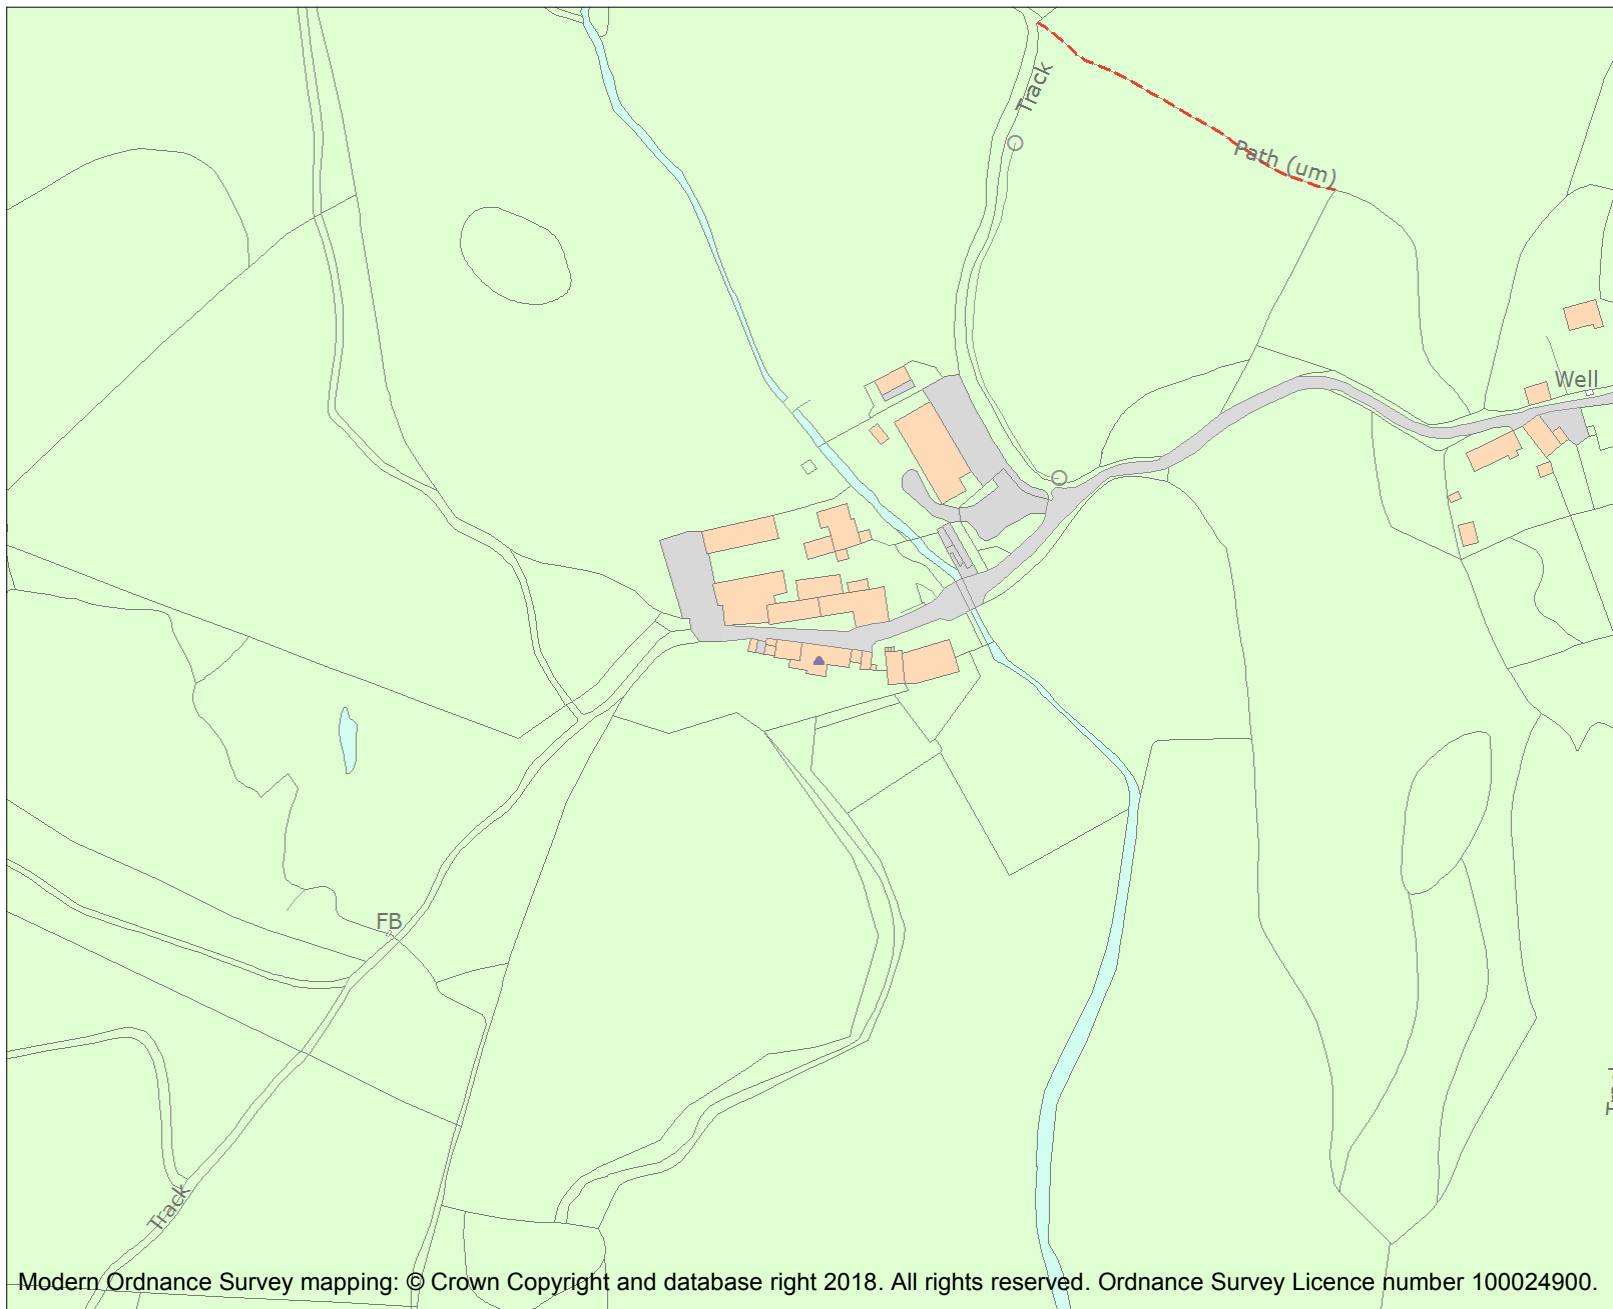 Track
Path (um)
Well
FB
Track
Modern Ordnance Survey mapping: © Crown Copyright and database right 2018. All rights reserved. Ordnance Survey Licence number 100024900.